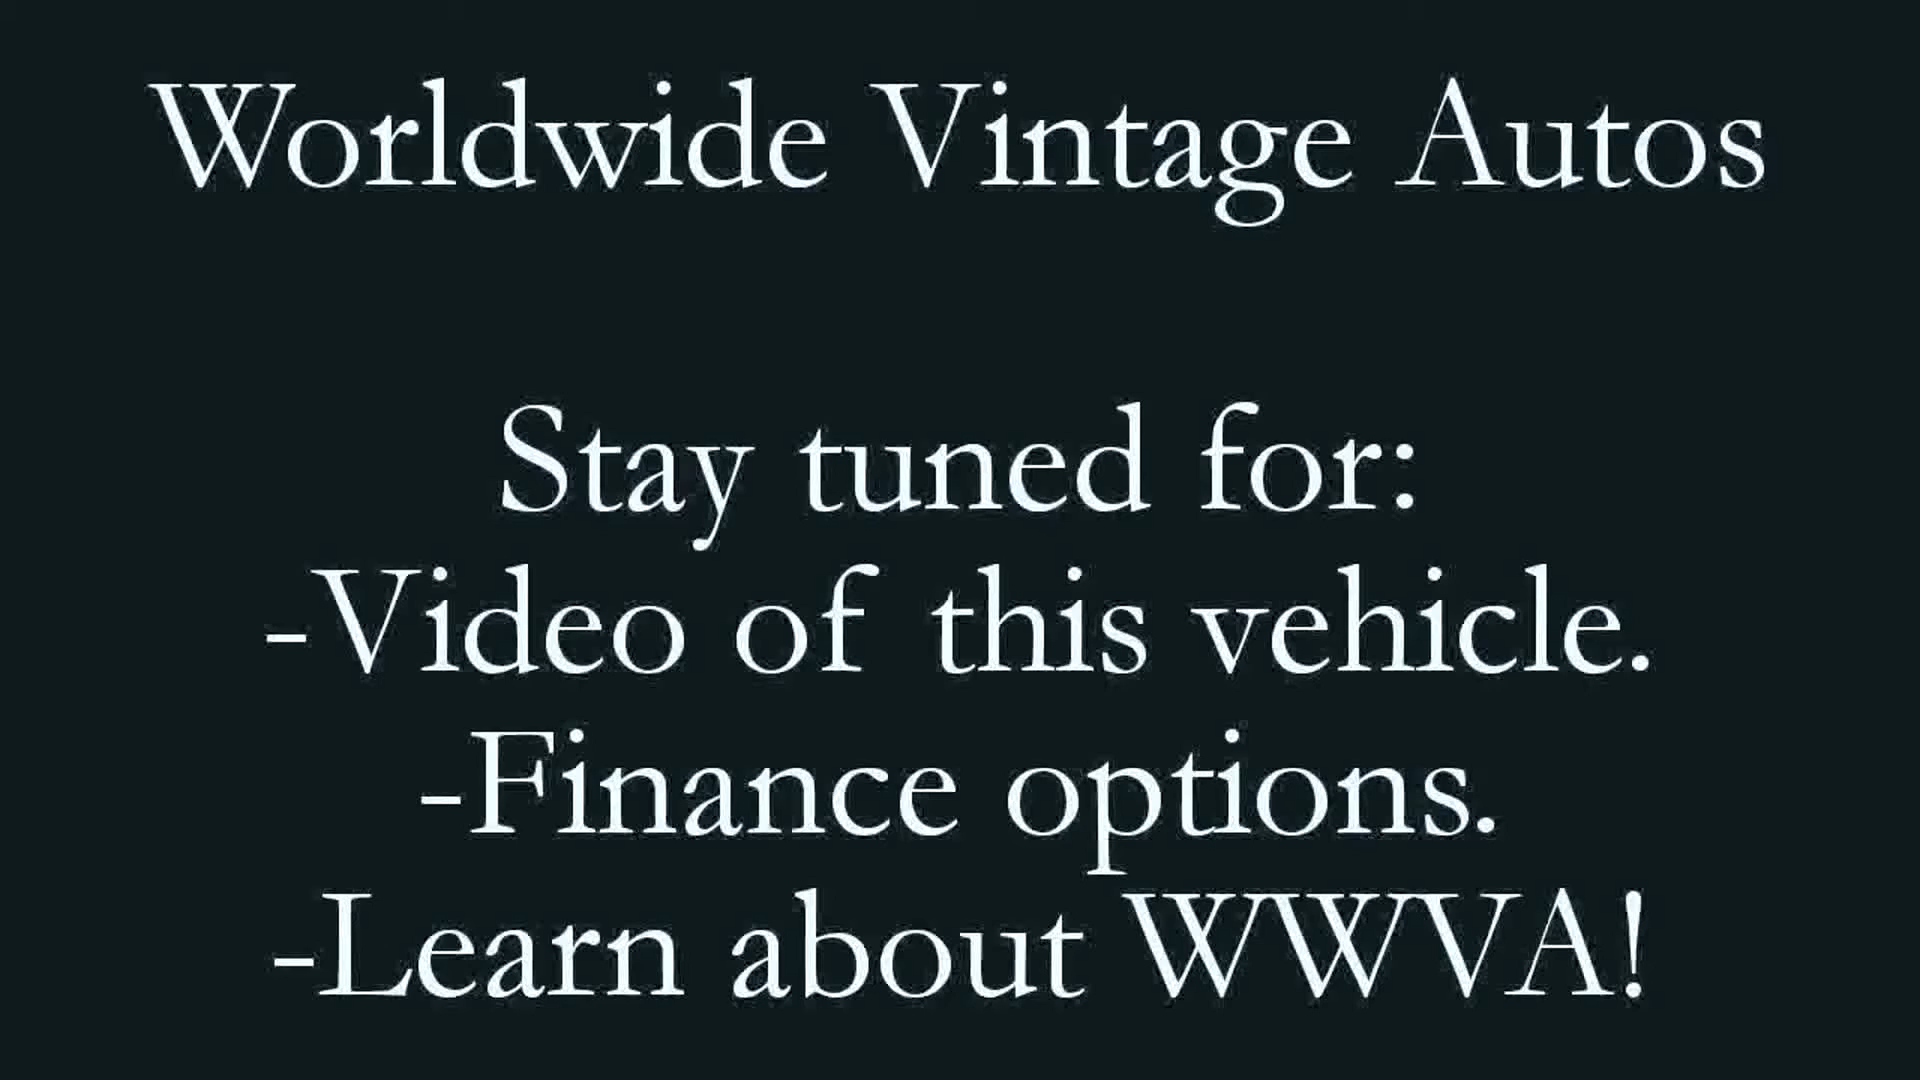 Worldwide Vintage Autos
Stay tuned for:
-Video of this vehicle.
-Finance options.
-Learn about WWVA!